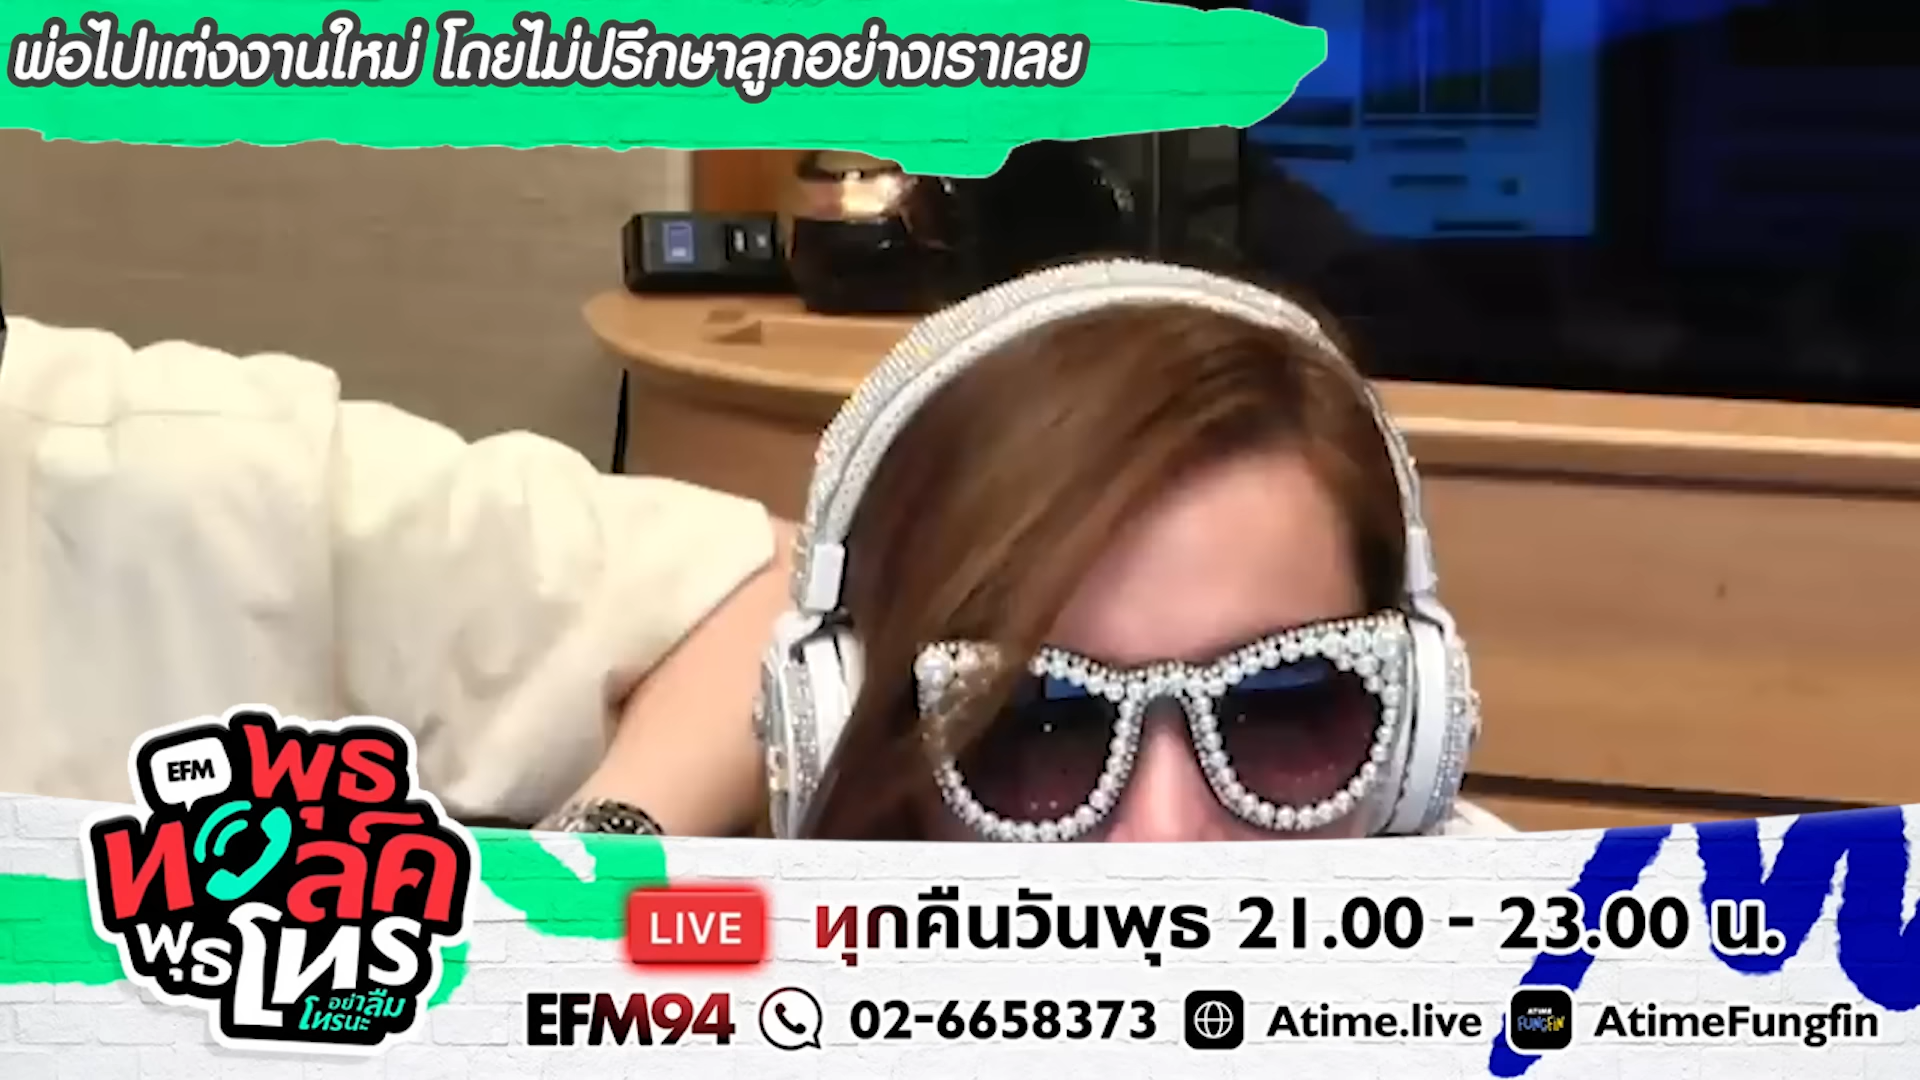 พ่อไปแต่งงานใหม่ โดยไม่ปรึกษาลูกอย่างเราเลย
EFM พุธ
ทอล์ค
พุธโทร
อย่าลืม
โทรนะ
LIVE ทุกคืนวันพุธ 21.00 - 23.00 น.
EFM94 02-6658373 Atime.live ATIME FUNGFIN AtimeFungfin